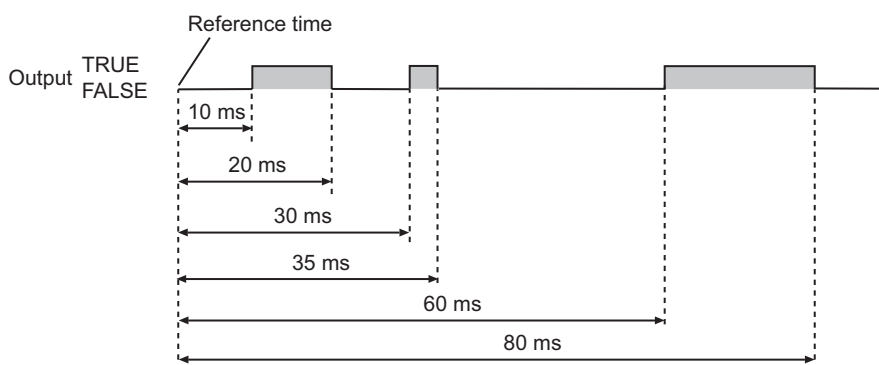 Reference time
Output TRUE
FALSE
10 ms
20 ms
30 ms
35 ms
60 ms
80 ms